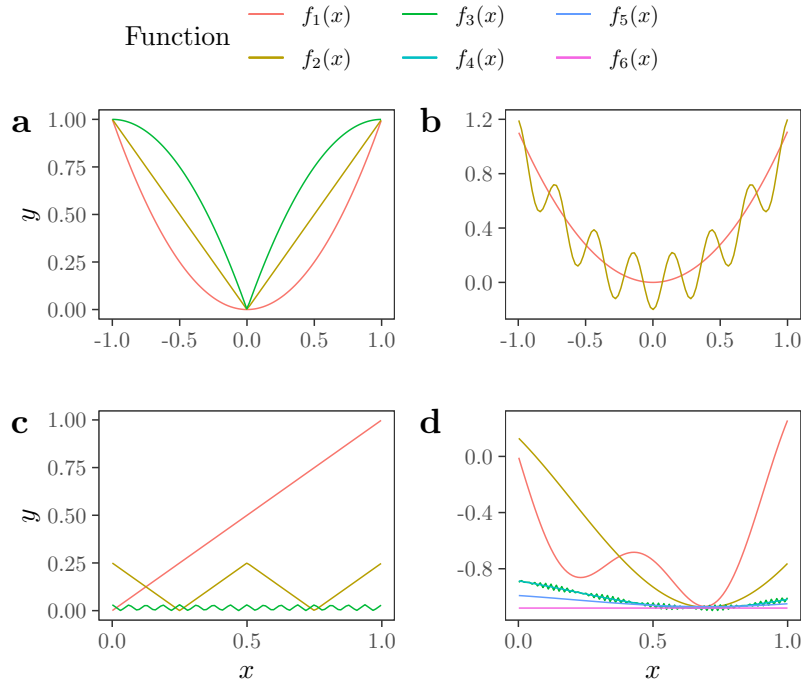 Function
f₁(x) f₃(x) f₅(x)
f₂(x) f₄(x) f₆(x)
a
1.00
0.75
0.50
0.25
0.00
y
-1.0 -0.5 0.0 0.5 1.0
b
1.2
0.8
0.4
0.0
-1.0 -0.5 0.0 0.5 1.0
c
1.00
0.75
0.50
0.25
0.00
y
0.0 0.5 1.0
x
d
0.0
-0.4
-0.8
0.0 0.5 1.0
x